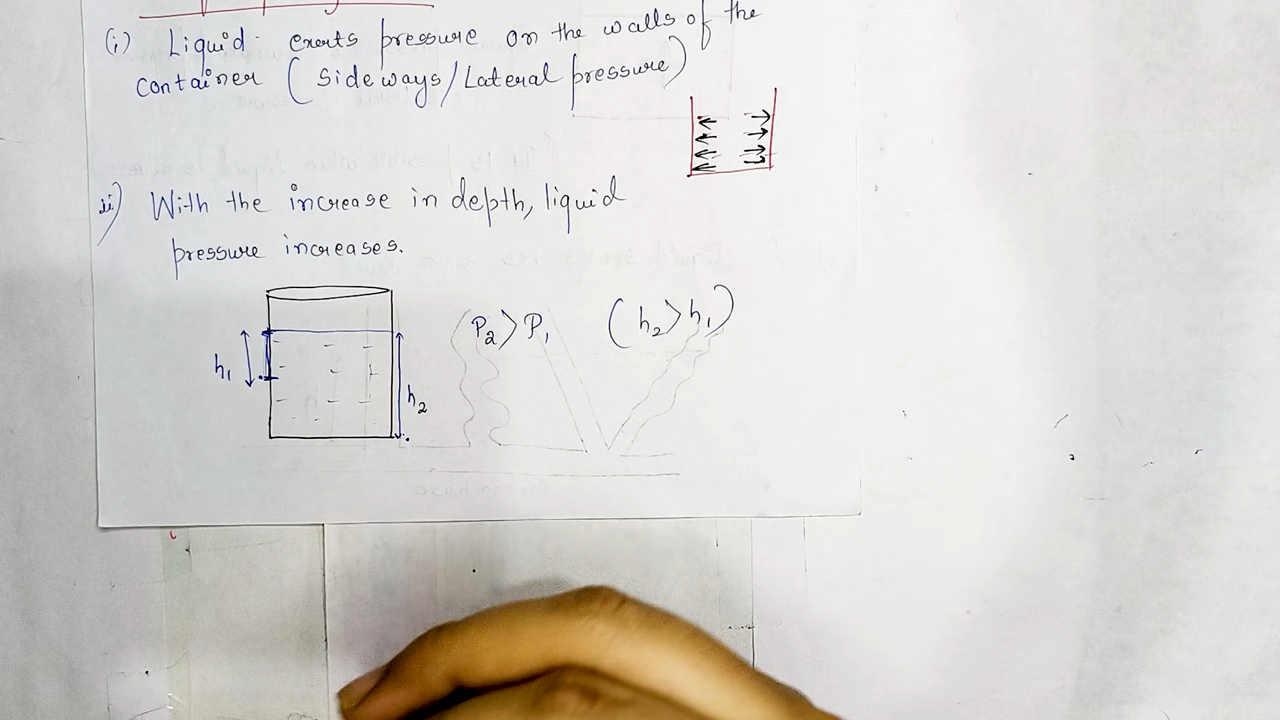 (i) Liquid exerts pressure on the walls of the
container (Sideways/Lateral pressure)
ii) With the increase in depth, liquid
pressure increases.
P₂ > P₁ (h₂ > h₁)
h₁
h₂